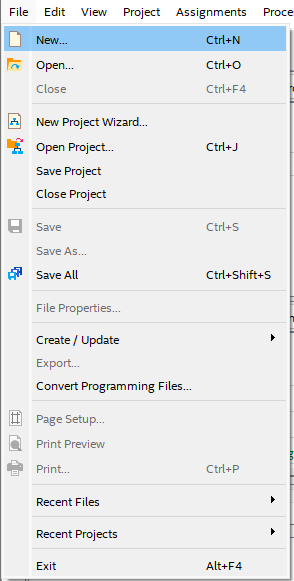 File Edit View Project Assignments Proce
New... Ctrl+N
Open... Ctrl+O
Close Ctrl+F4
New Project Wizard...
Open Project... Ctrl+J
Save Project
Close Project
Save Ctrl+S
Save As...
Save All Ctrl+Shift+S
File Properties...
Create / Update
Export...
Convert Programming Files...
Page Setup...
Print Preview
Print... Ctrl+P
Recent Files
Recent Projects
Exit Alt+F4